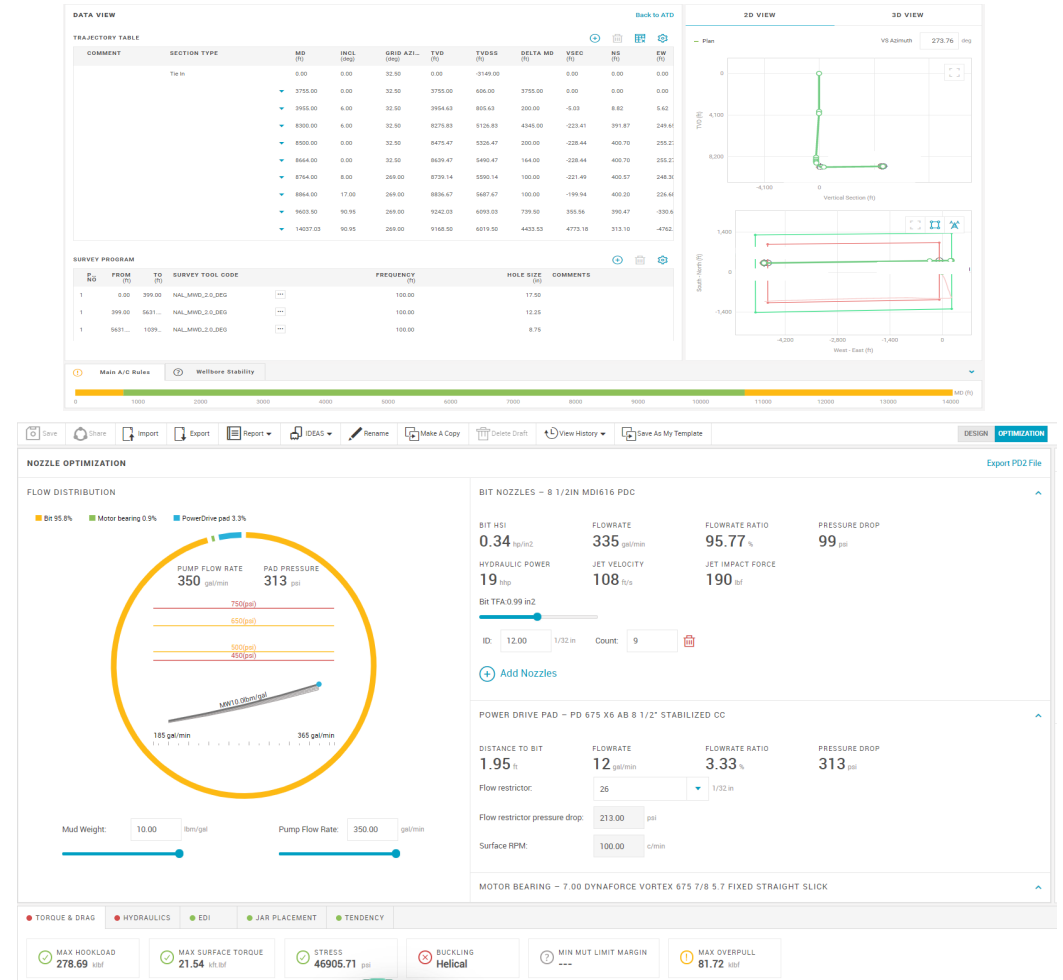 DATA VIEW Back to ATD 2D VIEW 3D VIEW
TRAJECTORY TABLE
COMMENT SECTION TYPE MD (ft) INCL (deg) GRID AZI... (deg) TVD (ft) TVDSS (ft) DELTA MD (ft) VSEC (ft) NS (ft) EW (ft)
Tie In 0.00 0.00 32.50 0.00 -3149.00 0.00 0.00 0.00
3755.00 0.00 32.50 3755.00 606.00 3755.00 0.00 0.00 0.00
3955.00 6.00 32.50 3954.63 805.63 200.00 -5.03 8.82 5.62
8300.00 6.00 32.50 8275.83 5126.83 4345.00 -223.41 391.87 249.65
8500.00 0.00 32.50 8475.47 5326.47 200.00 -228.44 400.70 255.27
8664.00 0.00 32.50 8639.47 5490.47 164.00 -228.44 400.70 255.27
8764.00 8.00 269.00 8739.14 5590.14 100.00 -221.49 400.57 248.30
8864.00 17.00 269.00 8836.67 5687.67 100.00 -199.94 400.20 226.68
9603.50 90.95 269.00 9242.03 6093.03 739.50 355.56 390.47 -330.6
14037.03 90.95 269.00 9168.50 6019.50 4433.53 4773.18 313.10 -4762.
Plan VS Azimuth 273.76 deg
TVD (ft)
0
4,100
8,200
-4,100 0
Vertical Section (ft)
South - North (ft)
1,400
0
-1,400
-4,200 -2,800 -1,400 0
West - East (ft)
SURVEY PROGRAM
P... NO FROM (ft) TO (ft) SURVEY TOOL CODE FREQUENCY (ft) HOLE SIZE (in) COMMENTS
1 0.00 399.00 NAL_MWD_2.0_DEG ... 100.00 17.50
1 399.00 5631... NAL_MWD_2.0_DEG ... 100.00 12.25
1 5631... 1039... NAL_MWD_2.0_DEG ... 100.00 8.75
Main A/C Rules Wellbore Stability
MD (ft)
0 1000 2000 3000 4000 5000 6000 7000 8000 9000 10000 11000 12000 13000 14000
Save Share Import Export Report IDEAS Rename Make A Copy Delete Draft View History Save As My Template DESIGN OPTIMIZATION
NOZZLE OPTIMIZATION Export PD2 File
FLOW DISTRIBUTION
Bit 95.8% Motor bearing 0.9% PowerDrive pad 3.3%
PUMP FLOW RATE PAD PRESSURE
350 gal/min 313 psi
750(psi)
650(psi)
500(psi)
450(psi)
MW10.0lbm/gal
185 gal/min 365 gal/min
Mud Weight: 10.00 lbm/gal Pump Flow Rate: 350.00 gal/min
BIT NOZZLES – 8 1/2IN MDI616 PDC
BIT HSI FLOWRATE FLOWRATE RATIO PRESSURE DROP
0.34 hp/in2 335 gal/min 95.77 % 99 psi
HYDRAULIC POWER JET VELOCITY JET IMPACT FORCE
19 hhp 108 ft/s 190 lbf
Bit TFA:0.99 in2
ID: 12.00 1/32 in Count: 9
Add Nozzles
POWER DRIVE PAD – PD 675 X6 AB 8 1/2" STABILIZED CC
DISTANCE TO BIT FLOWRATE FLOWRATE RATIO PRESSURE DROP
1.95 ft 12 gal/min 3.33 % 313 psi
Flow restrictor: 26 1/32 in
Flow restrictor pressure drop: 213.00 psi
Surface RPM: 100.00 c/min
MOTOR BEARING – 7.00 DYNAFORCE VORTEX 675 7/8 5.7 FIXED STRAIGHT SLICK
TORQUE & DRAG HYDRAULICS EDI JAR PLACEMENT TENDENCY
MAX HOOKLOAD MAX SURFACE TORQUE STRESS BUCKLING MIN MUT LIMIT MARGIN MAX OVERPULL
278.69 klbf 21.54 kft.lbf 46905.71 psi Helical --- 81.72 klbf